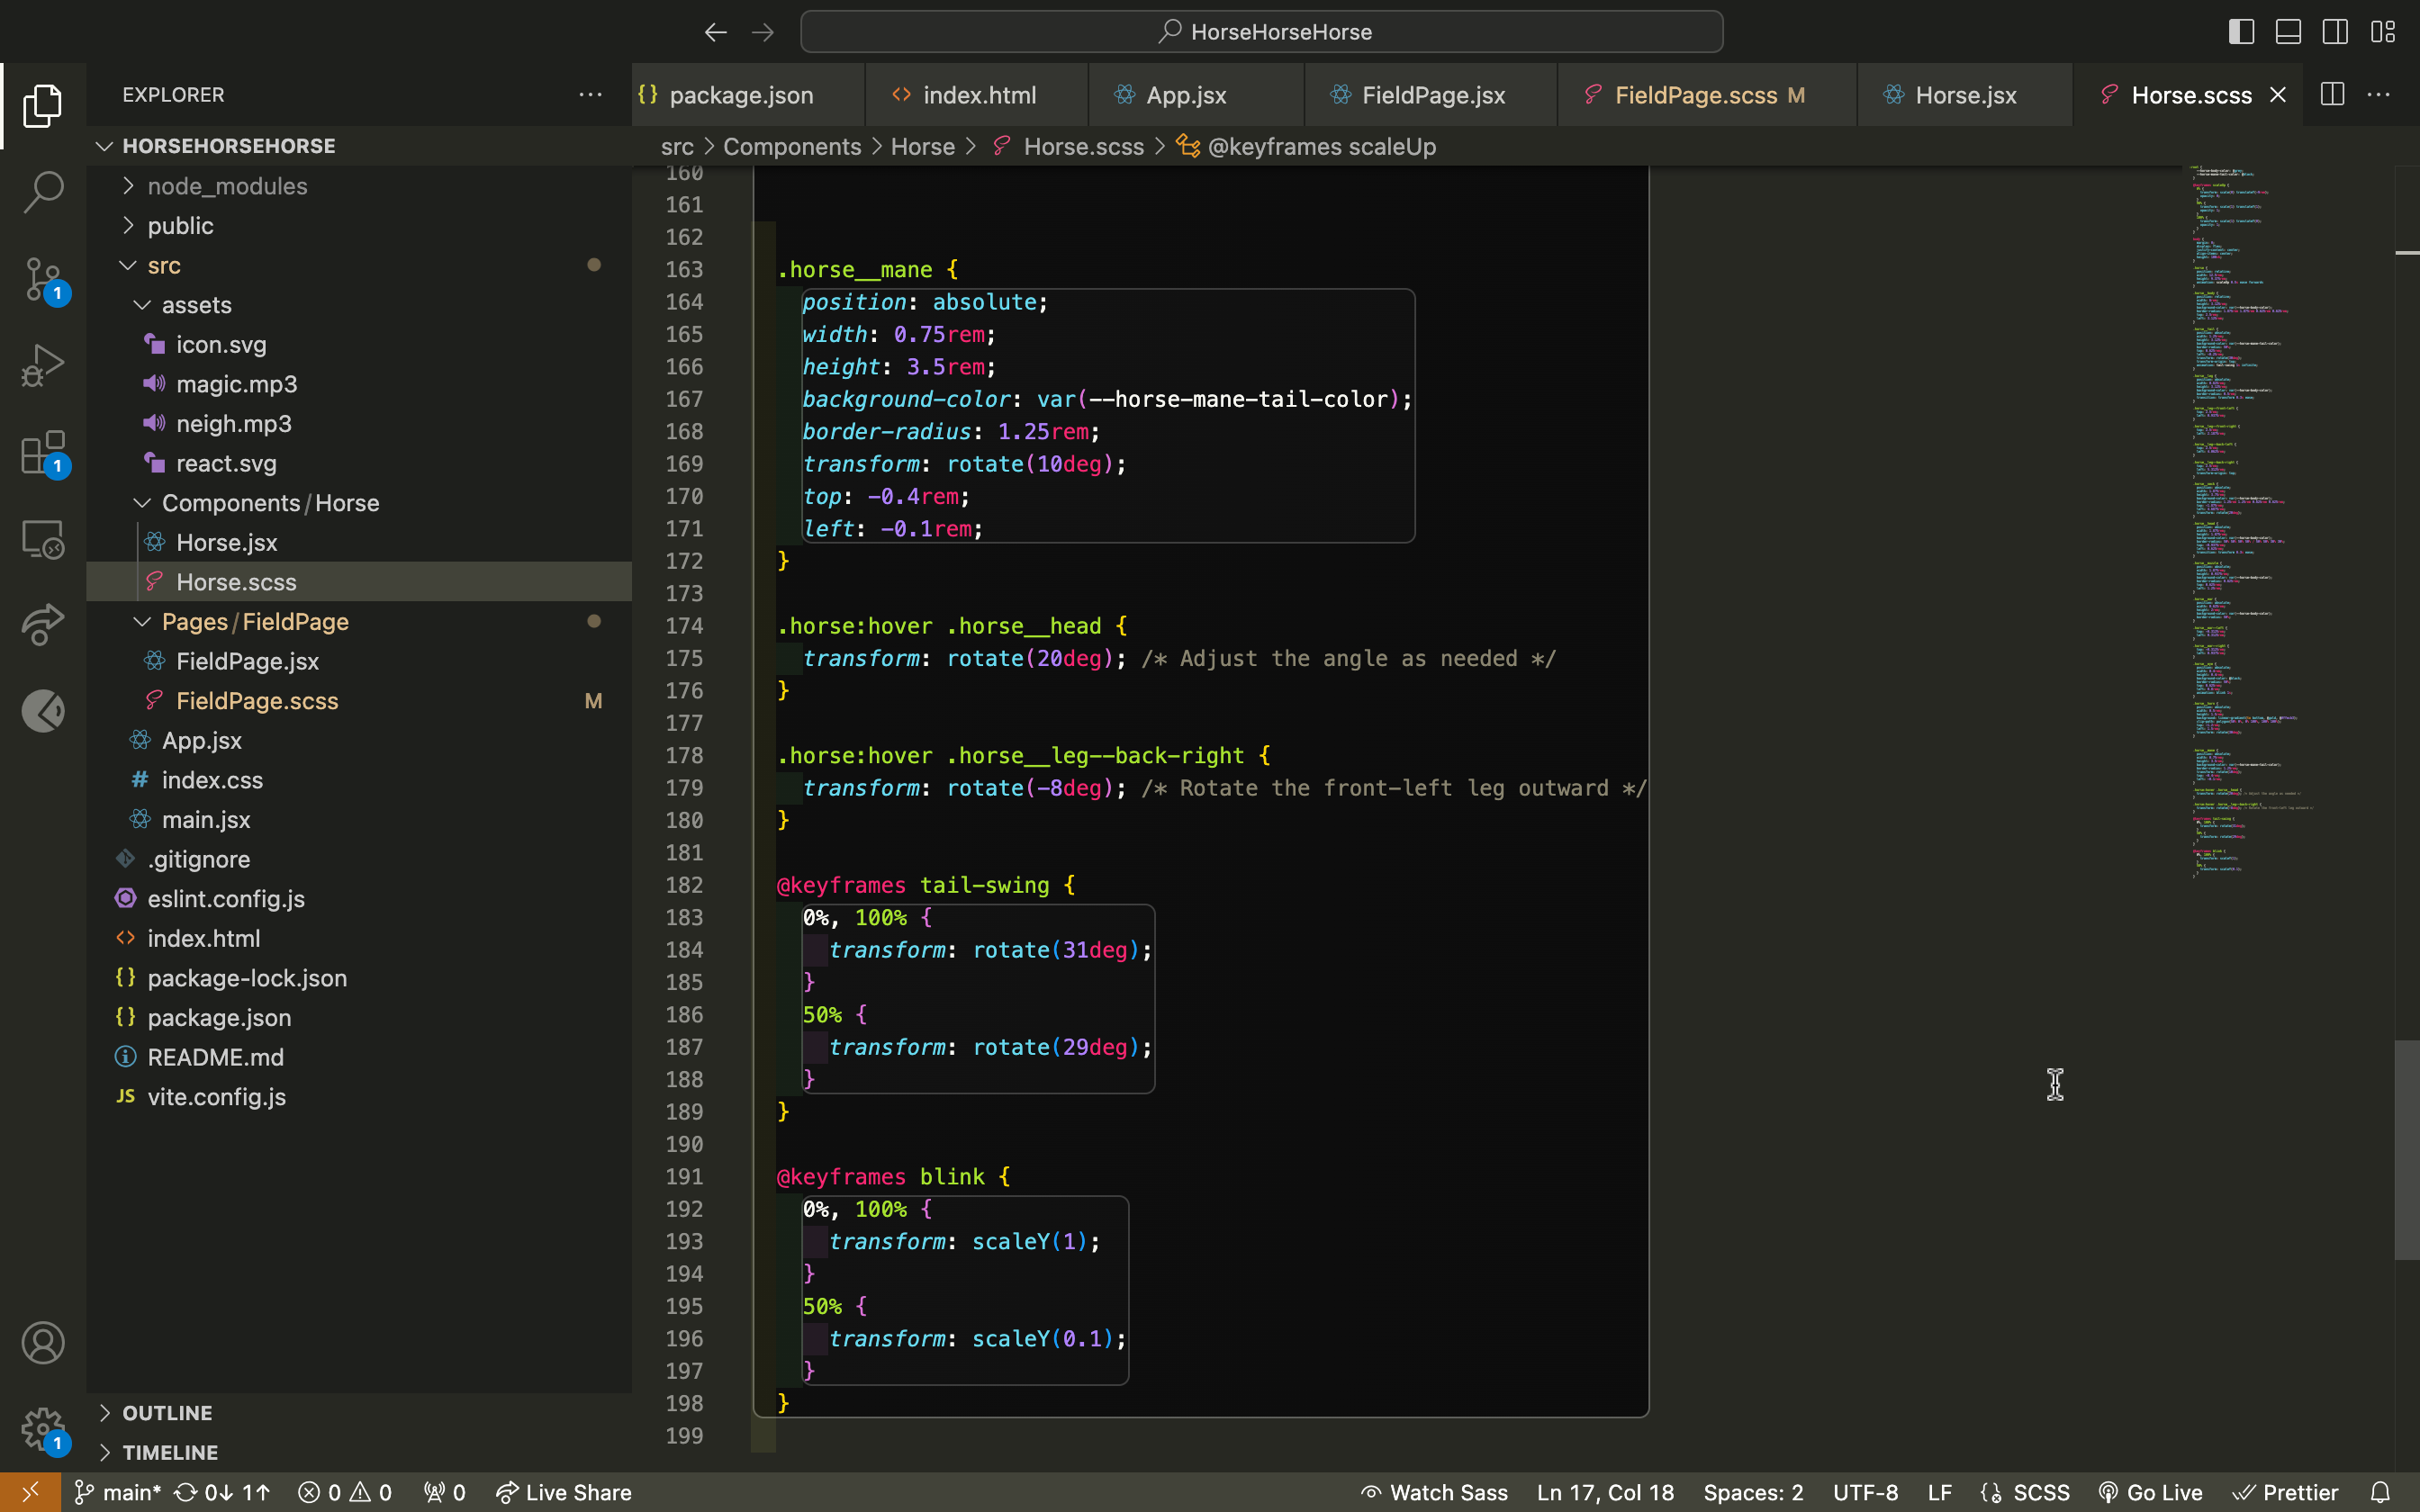 HorseHorseHorse
EXPLORER
package.json
index.html
App.jsx
FieldPage.jsx
FieldPage.scss M
Horse.jsx
Horse.scss
HORSEHORSEHORSE
src > Components > Horse > Horse.scss > @keyframes scaleUp
node_modules
public
src
assets
icon.svg
magic.mp3
neigh.mp3
react.svg
Components/Horse
Horse.jsx
Horse.scss
Pages/FieldPage
FieldPage.jsx
FieldPage.scss M
App.jsx
# index.css
main.jsx
.gitignore
eslint.config.js
index.html
{} package-lock.json
{} package.json
README.md
JS vite.config.js
OUTLINE
TIMELINE
1
1
1
160
161
162
163 .horse__mane {
164 position: absolute;
165 width: 0.75rem;
166 height: 3.5rem;
167 background-color: var(--horse-mane-tail-color);
168 border-radius: 1.25rem;
169 transform: rotate(10deg);
170 top: -0.4rem;
171 left: -0.1rem;
172 }
173
174 .horse:hover .horse__head {
175 transform: rotate(20deg); /* Adjust the angle as needed */
176 }
177
178 .horse:hover .horse__leg--back-right {
179 transform: rotate(-8deg); /* Rotate the front-left leg outward */
180 }
181
182 @keyframes tail-swing {
183 0%, 100% {
184 transform: rotate(31deg);
185 }
186 50% {
187 transform: rotate(29deg);
188 }
189 }
190
191 @keyframes blink {
192 0%, 100% {
193 transform: scaleY(1);
194 }
195 50% {
196 transform: scaleY(0.1);
197 }
198 }
199
main* 0↓ 1↑ 0 0 0 Live Share
Watch Sass Ln 17, Col 18 Spaces: 2 UTF-8 LF SCSS Go Live Prettier